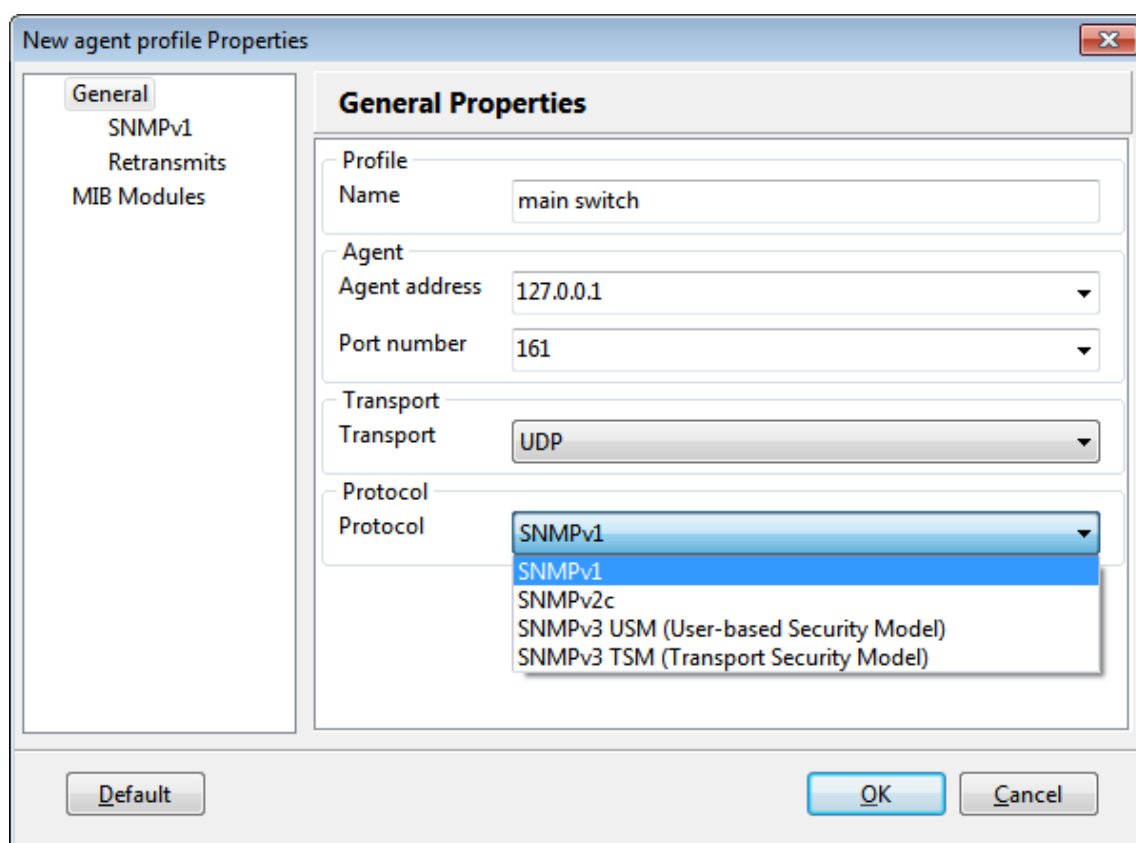 New agent profile Properties
General
SNMPv1
Retransmits
MIB Modules
General Properties
Profile
Name
main switch
Agent
Agent address
127.0.0.1
Port number
161
Transport
Transport
UDP
Protocol
Protocol
SNMPv1
SNMPv1
SNMPv2c
SNMPv3 USM (User-based Security Model)
SNMPv3 TSM (Transport Security Model)
Default
OK
Cancel